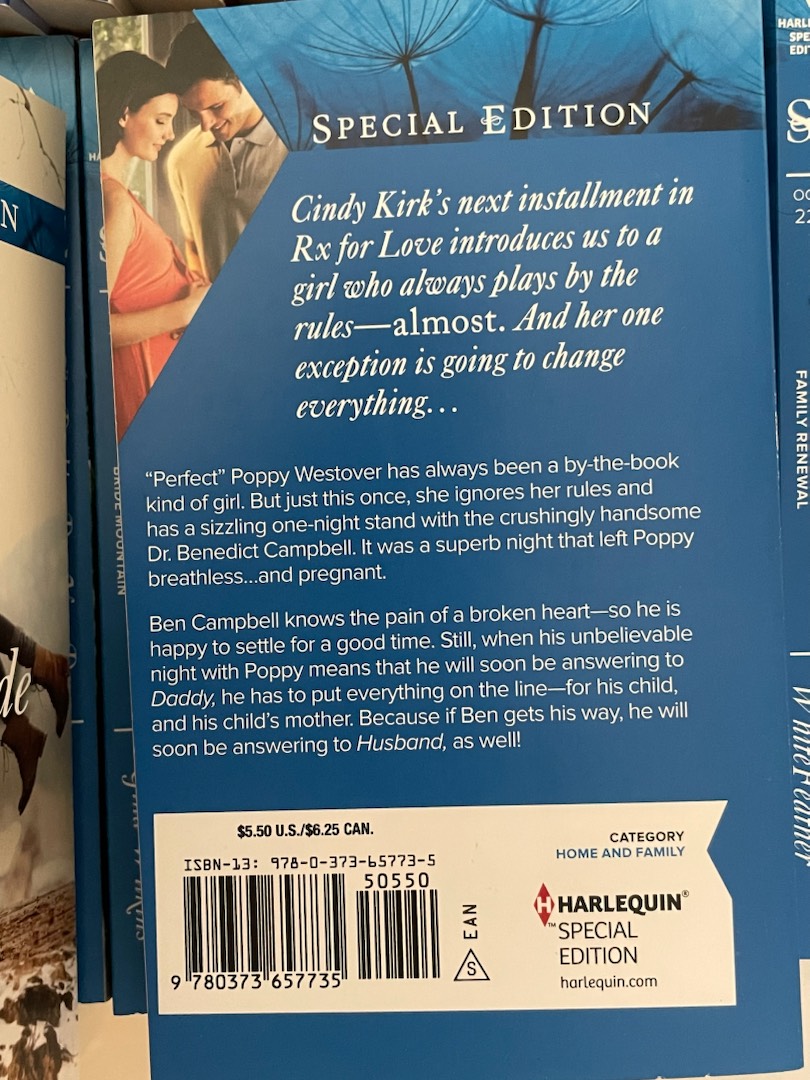 SPECIAL EDITION
Cindy Kirk's next installment in
Rx for Love introduces us to a
girl who always plays by the
rules—almost. And her one
exception is going to change
everything...
"Perfect" Poppy Westover has always been a by-the-book
kind of girl. But just this once, she ignores her rules and
has a sizzling one-night stand with the crushingly handsome
Dr. Benedict Campbell. It was a superb night that left Poppy
breathless...and pregnant.
Ben Campbell knows the pain of a broken heart—so he is
happy to settle for a good time. Still, when his unbelievable
night with Poppy means that he will soon be answering to
Daddy, he has to put everything on the line—for his child,
and his child's mother. Because if Ben gets his way, he will
soon be answering to Husband, as well!
$5.50 U.S./$6.25 CAN.
ISBN-13: 978-0-373-65773-5
50550
9 780373 657735
EAN
S
CATEGORY
HOME AND FAMILY
H HARLEQUIN®
™ SPECIAL
EDITION
harlequin.com
N
de
BRIDE MOUNTAIN
FAMILY RENEWAL